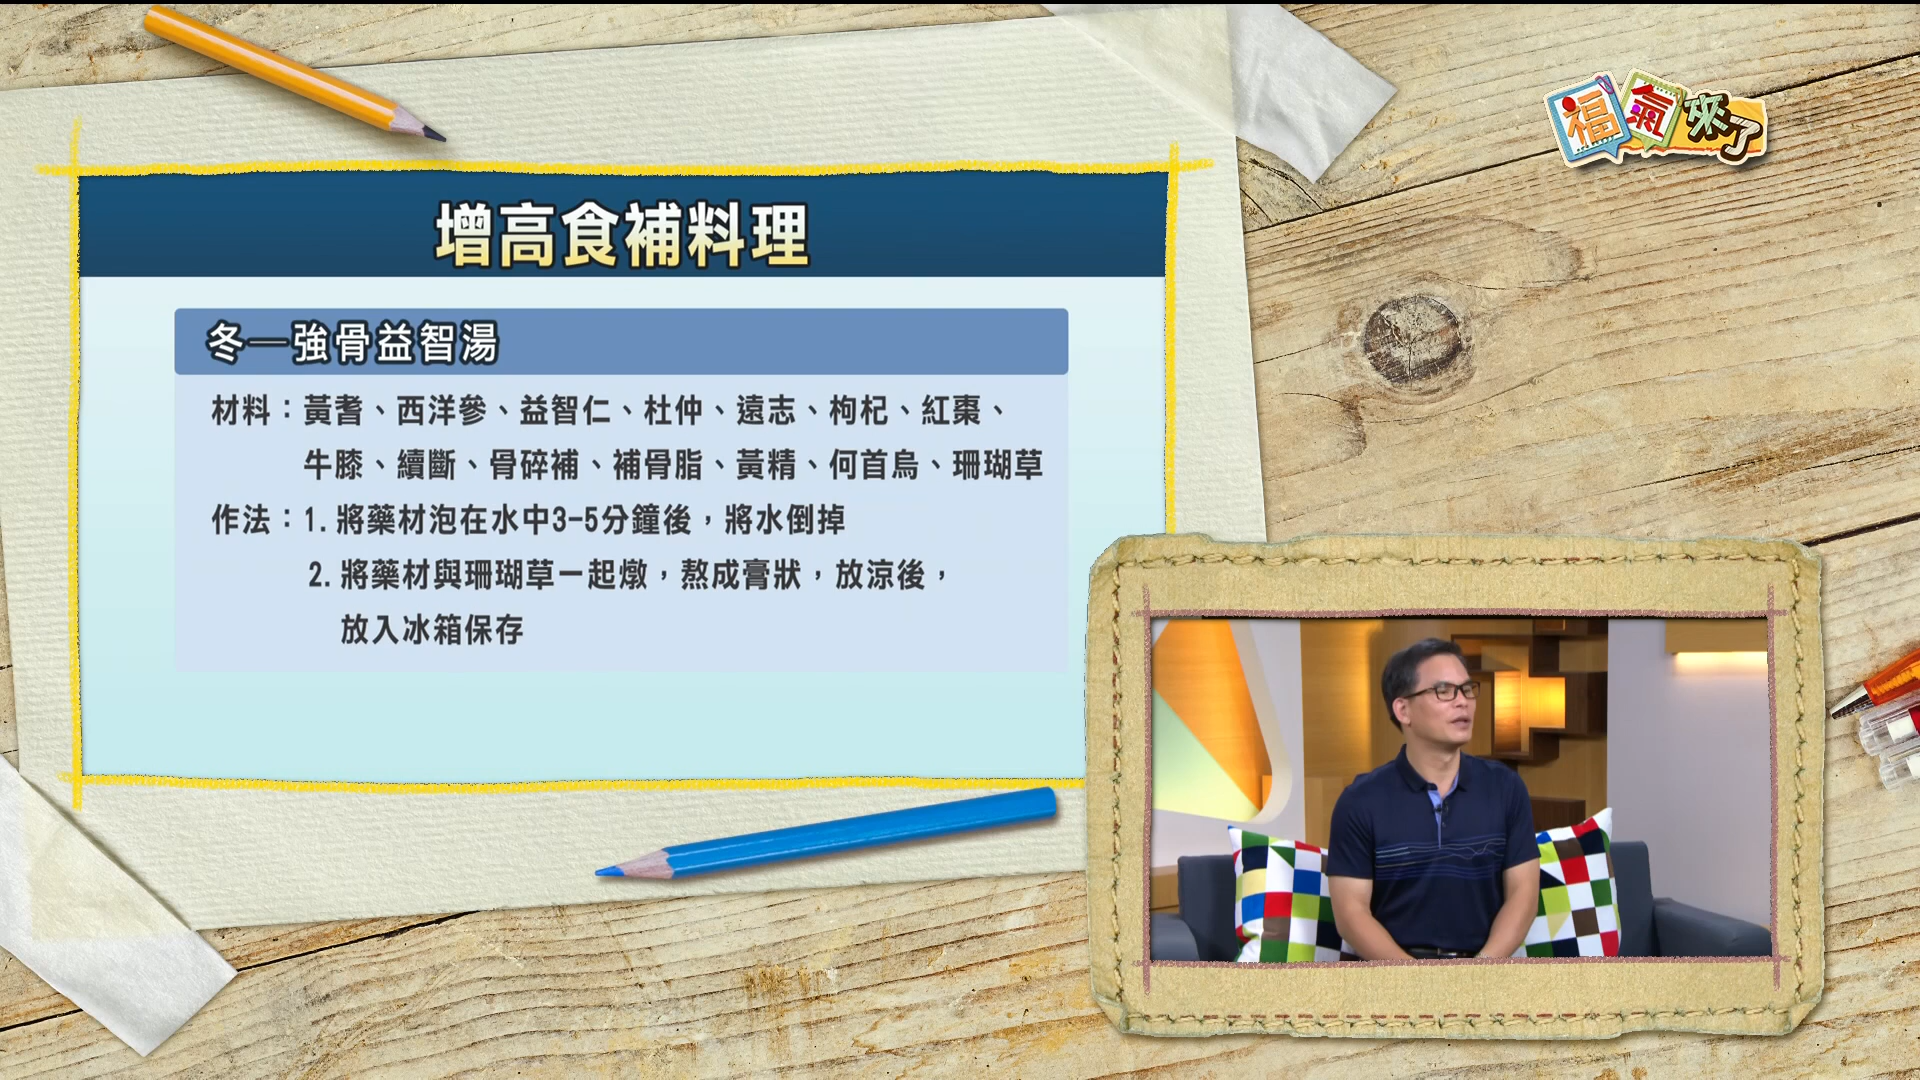 福氣來了
增高食補料理
冬—強骨益智湯
材料：黃耆、西洋參、益智仁、杜仲、遠志、枸杞、紅棗、
牛膝、續斷、骨碎補、補骨脂、黃精、何首烏、珊瑚草
作法：1.將藥材泡在水中3-5分鐘後，將水倒掉
2.將藥材與珊瑚草一起燉，熬成膏狀，放涼後，
放入冰箱保存